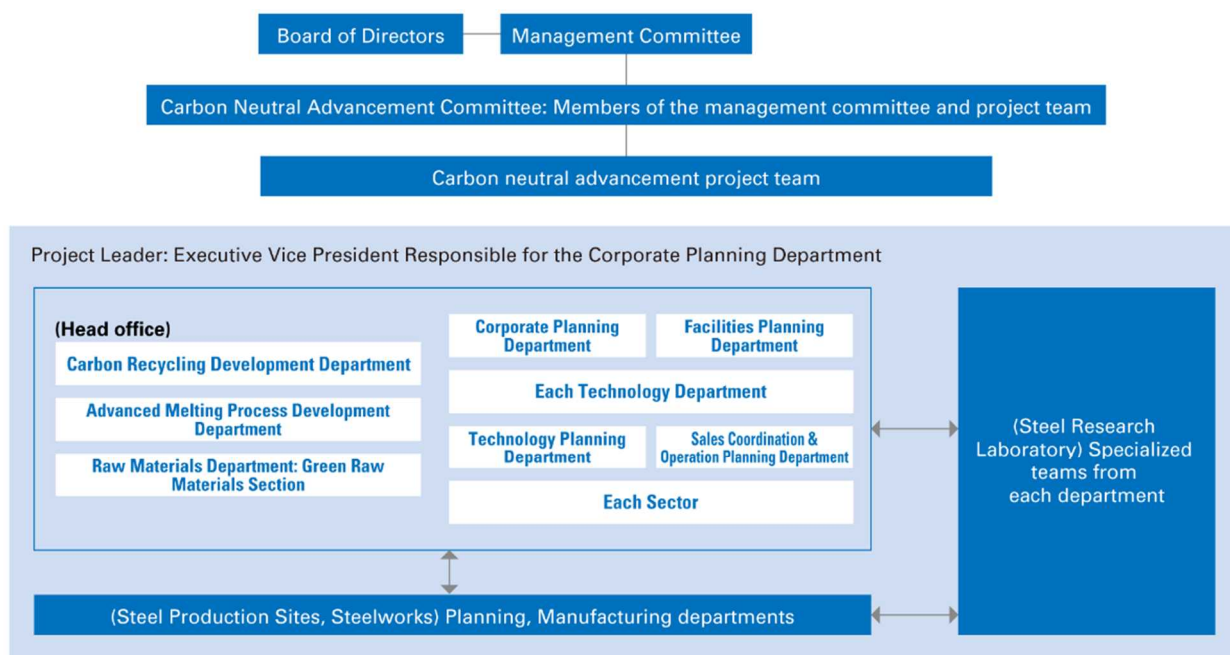 Board of Directors
Management Committee
Carbon Neutral Advancement Committee: Members of the management committee and project team
Carbon neutral advancement project team
Project Leader: Executive Vice President Responsible for the Corporate Planning Department
(Head office)
Carbon Recycling Development Department
Advanced Melting Process Development
Department
Raw Materials Department: Green Raw
Materials Section
Corporate Planning
Department
Facilities Planning
Department
Each Technology Department
Technology Planning
Department
Sales Coordination &
Operation Planning Department
Each Sector
(Steel Research
Laboratory) Specialized
teams from
each department
(Steel Production Sites, Steelworks) Planning, Manufacturing departments